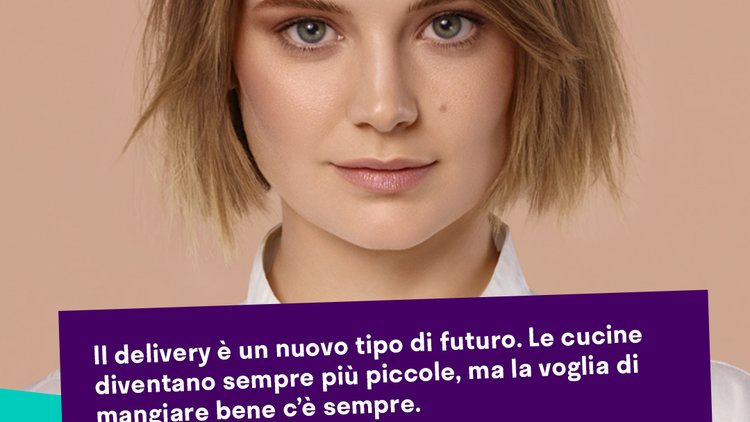 Il delivery è un nuovo tipo di futuro. Le cucine
diventano sempre più piccole, ma la voglia di
mangiare bene c’è sempre.